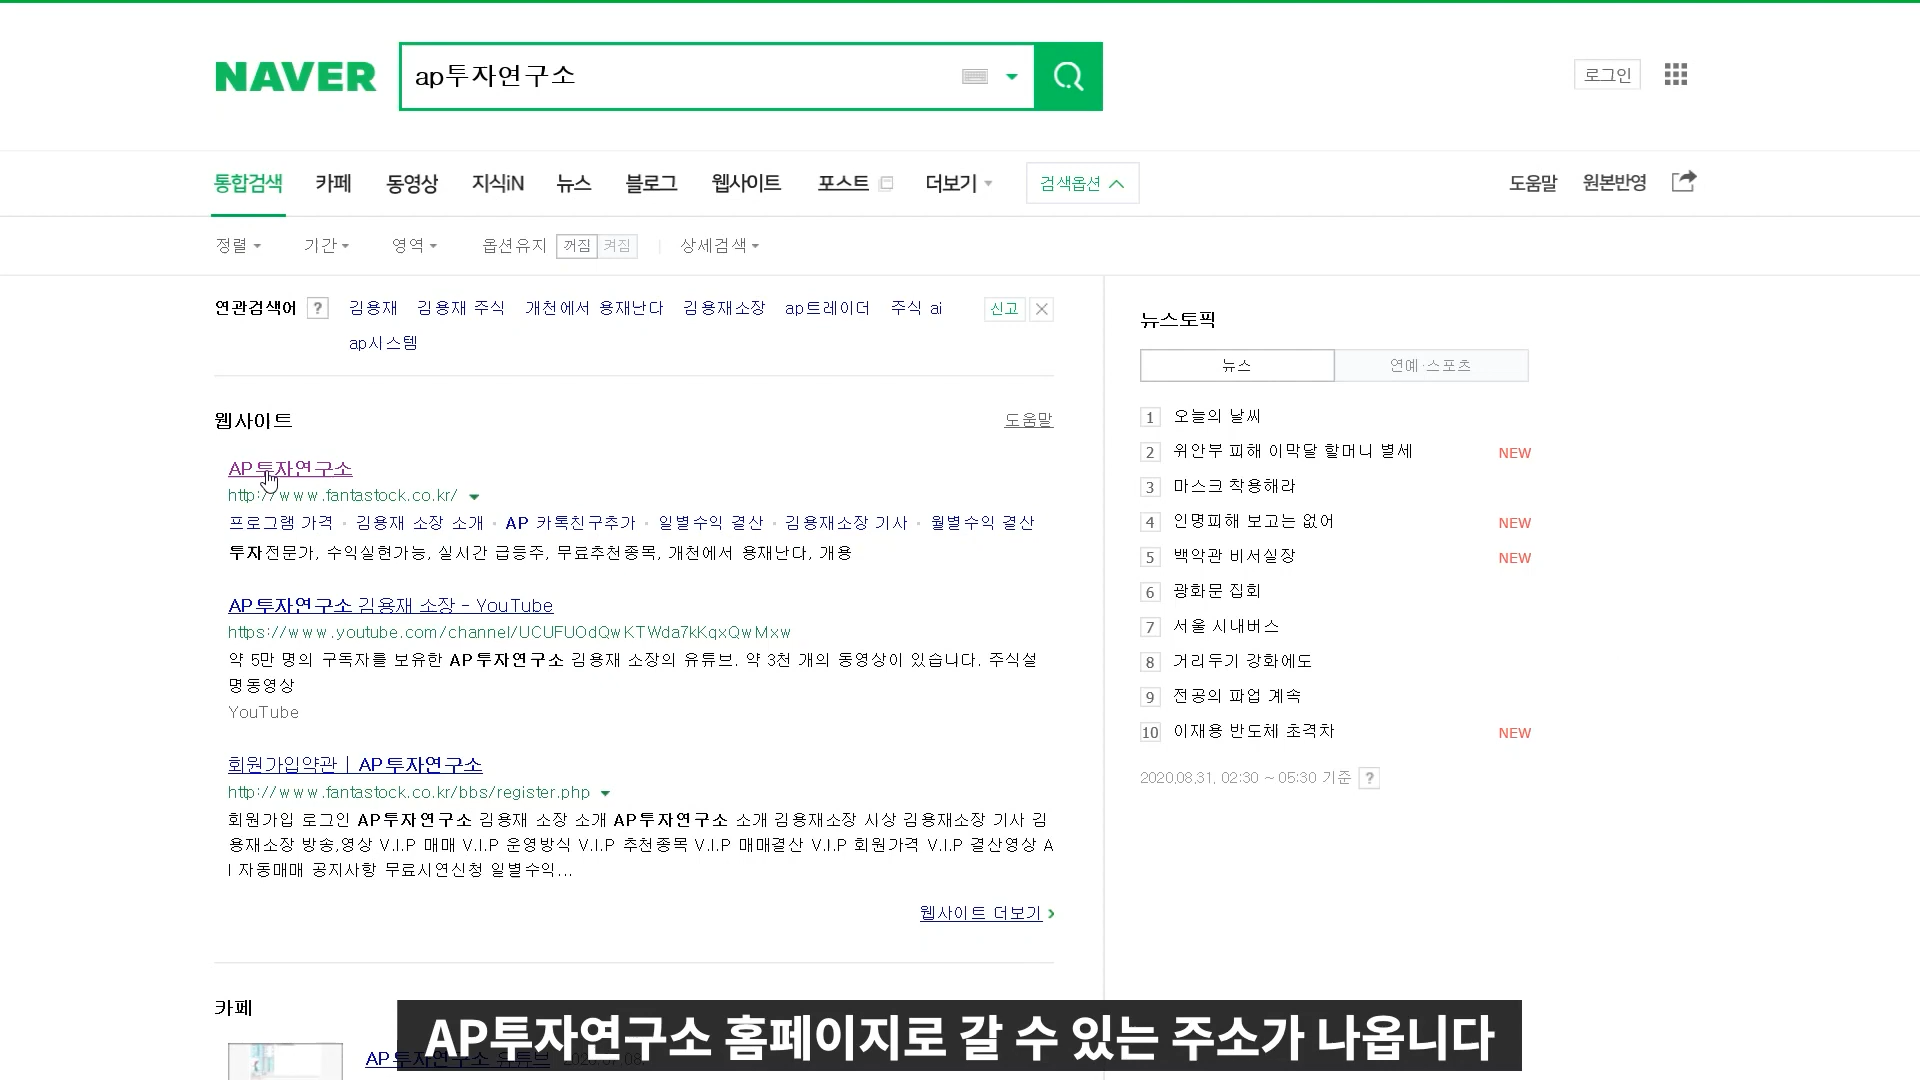 NAVER
ap투자연구소
로그인
통합검색 카페 동영상 지식iN 뉴스 블로그 웹사이트 포스트 더보기 검색옵션
도움말 원본반영
정렬 기간 영역 옵션유지 꺼짐 켜짐 | 상세검색
연관검색어 ? 김용재 김용재 주식 개천에서 용재난다 김용재소장 ap트레이더 주식 ai 신고
ap시스템
웹사이트 도움말
AP투자연구소
http://www.fantastock.co.kr/
프로그램 가격 · 김용재 소장 소개 · AP 카톡친구추가 · 일별수익 결산 · 김용재소장 기사 · 월별수익 결산
투자전문가, 수익실현가능, 실시간 급등주, 무료추천종목, 개천에서 용재난다, 개용
AP투자연구소 김용재 소장 - YouTube
https://www.youtube.com/channel/UCUFUOdQwKTWda7kKqxQwMxw
약 5만 명의 구독자를 보유한 AP투자연구소 김용재 소장의 유튜브. 약 3천 개의 동영상이 있습니다. 주식설
명동영상
YouTube
회원가입약관 | AP투자연구소
http://www.fantastock.co.kr/bbs/register.php
회원가입 로그인 AP투자연구소 김용재 소장 소개 AP투자연구소 소개 김용재소장 시상 김용재소장 기사 김
용재소장 방송,영상 V.I.P 매매 V.I.P 운영방식 V.I.P 추천종목 V.I.P 매매결산 V.I.P 회원가격 V.I.P 결산영상 A
I 자동매매 공지사항 무료시연신청 일별수익...
웹사이트 더보기
카페
뉴스토픽
뉴스 연예·스포츠
1 오늘의 날씨
2 위안부 피해 이막달 할머니 별세 NEW
3 마스크 착용해라
4 인명피해 보고는 없어 NEW
5 백악관 비서실장 NEW
6 광화문 집회
7 서울 시내버스
8 거리두기 강화에도
9 전공의 파업 계속
10 이재용 반도체 초격차 NEW
2020.08.31. 02:30 ~ 05:30 기준 ?
AP투자연구소 홈페이지로 갈 수 있는 주소가 나옵니다